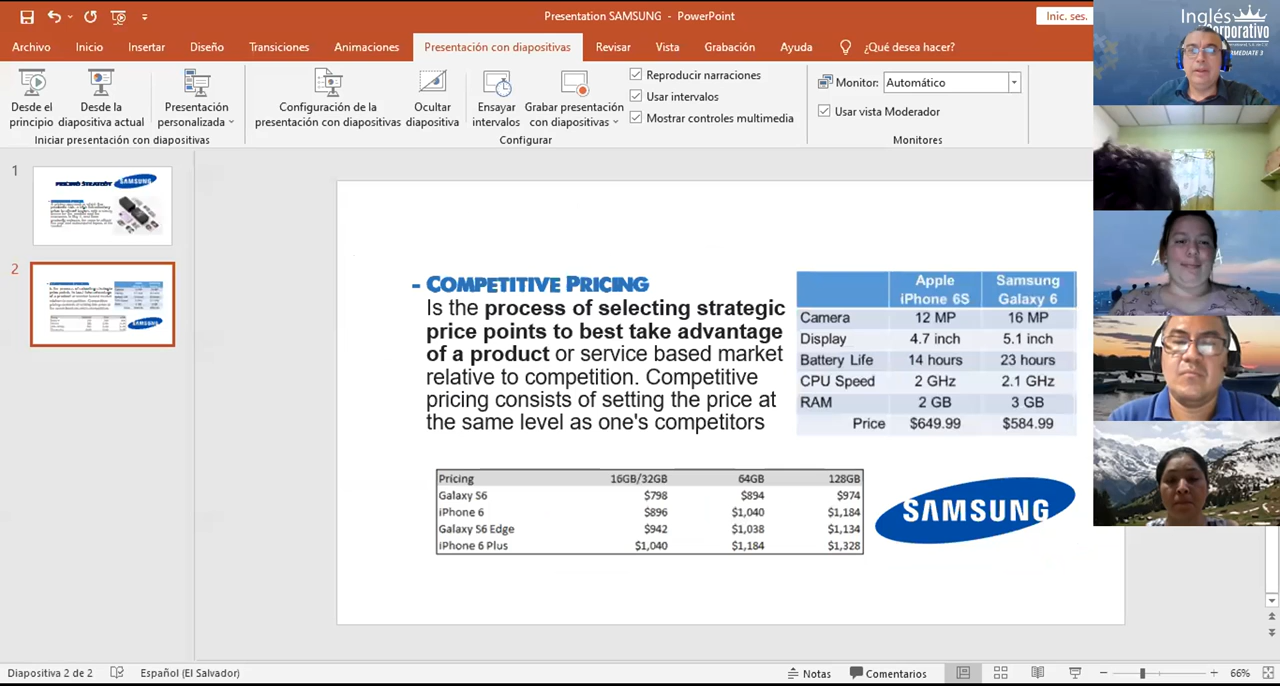 Presentation SAMSUNG - PowerPoint
Inic. ses.
Archivo Inicio Insertar Diseño Transiciones Animaciones Presentación con diapositivas Revisar Vista Grabación Ayuda ¿Qué desea hacer?
Desde el principio
Desde la diapositiva actual
Presentación personalizada
Iniciar presentación con diapositivas
Configuración de la presentación con diapositivas
Ocultar diapositiva
Ensayar intervalos
Grabar presentación con diapositivas
Reproducir narraciones
Usar intervalos
Mostrar controles multimedia
Configurar
Monitor: Automático
Usar vista Moderador
Monitores
Inglés
Corporativo
1
PRICING STRATEGY
SAMSUNG
2
SAMSUNG
- COMPETITIVE PRICING
Is the process of selecting strategic
price points to best take advantage
of a product or service based market
relative to competition. Competitive
pricing consists of setting the price at
the same level as one's competitors
Apple iPhone 6S Samsung Galaxy 6
Camera 12 MP 16 MP
Display 4.7 inch 5.1 inch
Battery Life 14 hours 23 hours
CPU Speed 2 GHz 2.1 GHz
RAM 2 GB 3 GB
Price $649.99 $584.99
Pricing 16GB/32GB 64GB 128GB
Galaxy S6 $798 $894 $974
iPhone 6 $896 $1,040 $1,184
Galaxy S6 Edge $942 $1,038 $1,134
iPhone 6 Plus $1,040 $1,184 $1,328
SAMSUNG
Diapositiva 2 de 2 Español (El Salvador) Notas Comentarios 66%